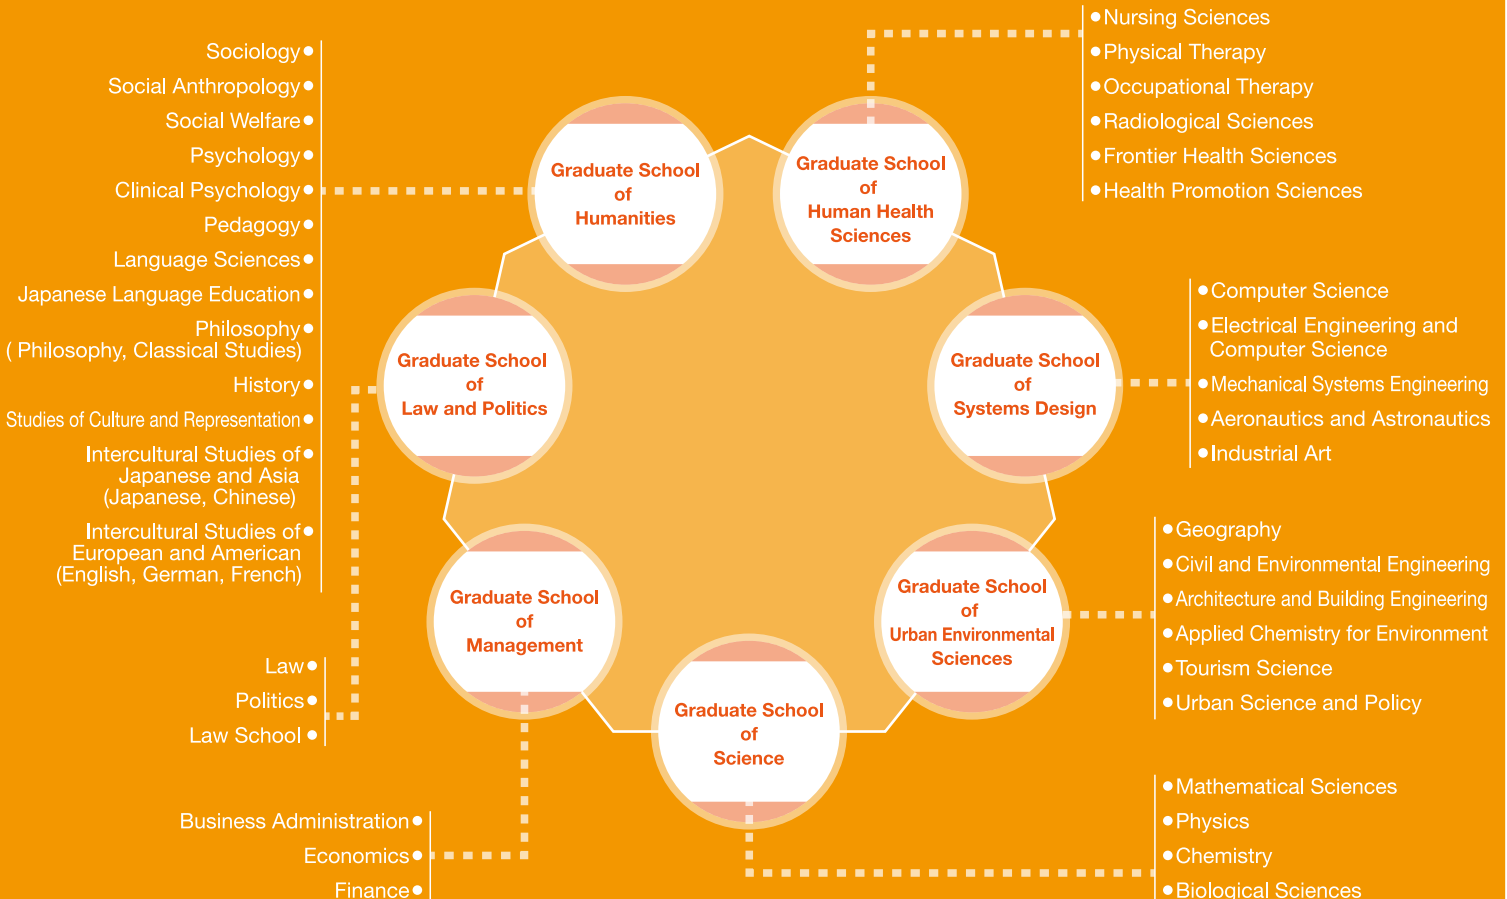 Sociology
Social Anthropology
Social Welfare
Psychology
Clinical Psychology
Pedagogy
Language Sciences
Japanese Language Education
Philosophy
( Philosophy, Classical Studies)
History
Studies of Culture and Representation
Intercultural Studies of
Japanese and Asia
(Japanese, Chinese)
Intercultural Studies of
European and American
(English, German, French)
Graduate School
of
Humanities
Graduate School
of
Human Health
Sciences
Nursing Sciences
Physical Therapy
Occupational Therapy
Radiological Sciences
Frontier Health Sciences
Health Promotion Sciences
Graduate School
of
Law and Politics
Law
Politics
Law School
Graduate School
of
Systems Design
Computer Science
Electrical Engineering and
Computer Science
Mechanical Systems Engineering
Aeronautics and Astronautics
Industrial Art
Graduate School
of
Management
Business Administration
Economics
Finance
Graduate School
of
Urban Environmental
Sciences
Geography
Civil and Environmental Engineering
Architecture and Building Engineering
Applied Chemistry for Environment
Tourism Science
Urban Science and Policy
Graduate School
of
Science
Mathematical Sciences
Physics
Chemistry
Biological Sciences